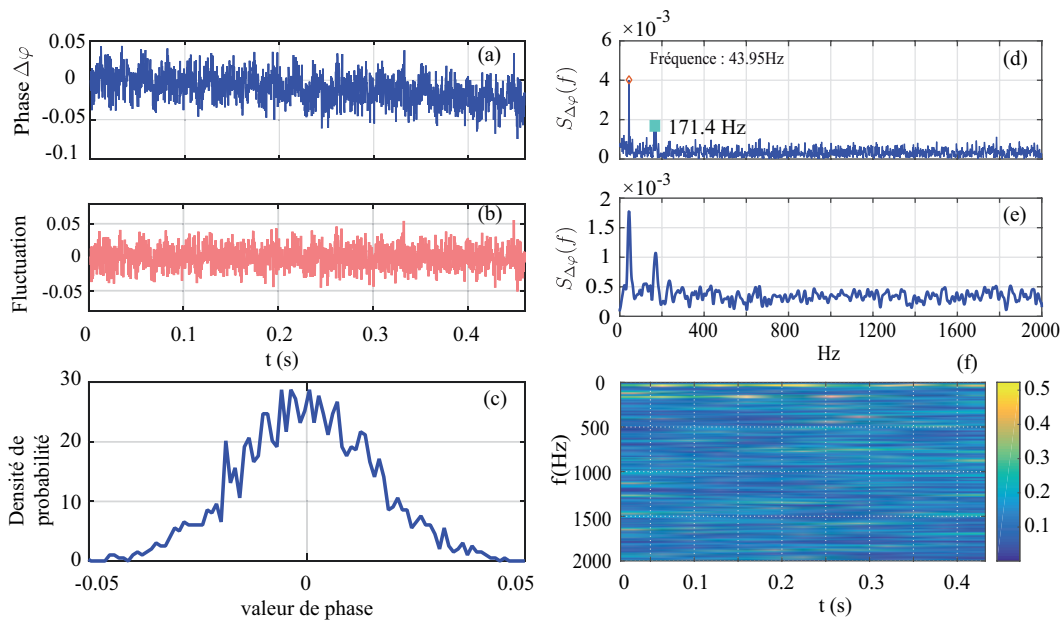 (a)
Phase Δφ
0.05
0
-0.05
-0.1
(b)
Fluctuation
0.05
0
-0.05
0 0.1 0.2 0.3 0.4
t (s)
(c)
Densité de
probabilité
30
20
10
0
-0.05 0 0.05
valeur de phase
×10⁻³
(d)
Fréquence : 43.95Hz
171.4 Hz
S_Δφ(f)
6
4
2
0
×10⁻³
(e)
S_Δφ(f)
2
1.5
1
0.5
0
0 400 800 1200 1600 2000
Hz
(f)
f(Hz)
0
500
1000
1500
2000
0 0.1 0.2 0.3 0.4
t (s)
0.5
0.4
0.3
0.2
0.1